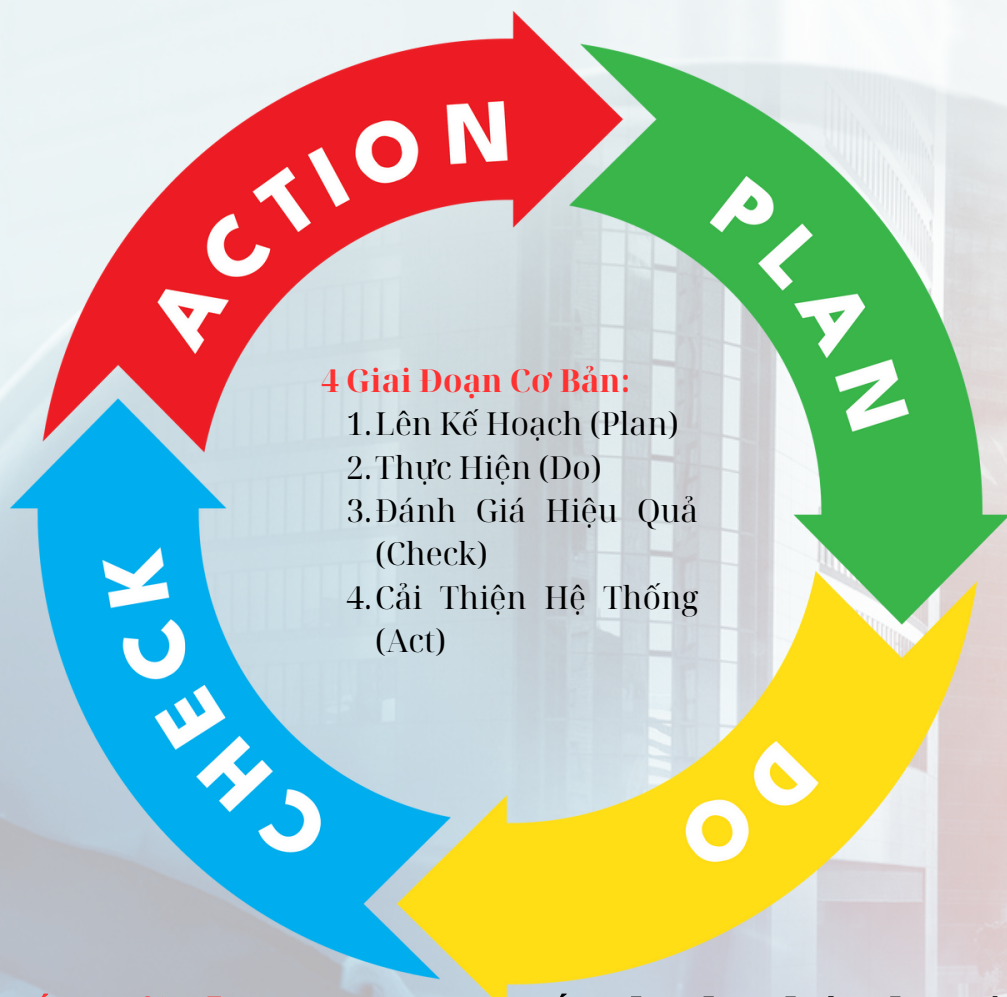 ACTION
PLAN
4 Giai Đoạn Cơ Bản:
1.Lên Kế Hoạch (Plan)
2.Thực Hiện (Do)
3.Đánh Giá Hiệu Quả
(Check)
4.Cải Thiện Hệ Thống
(Act)
CHECK
DO